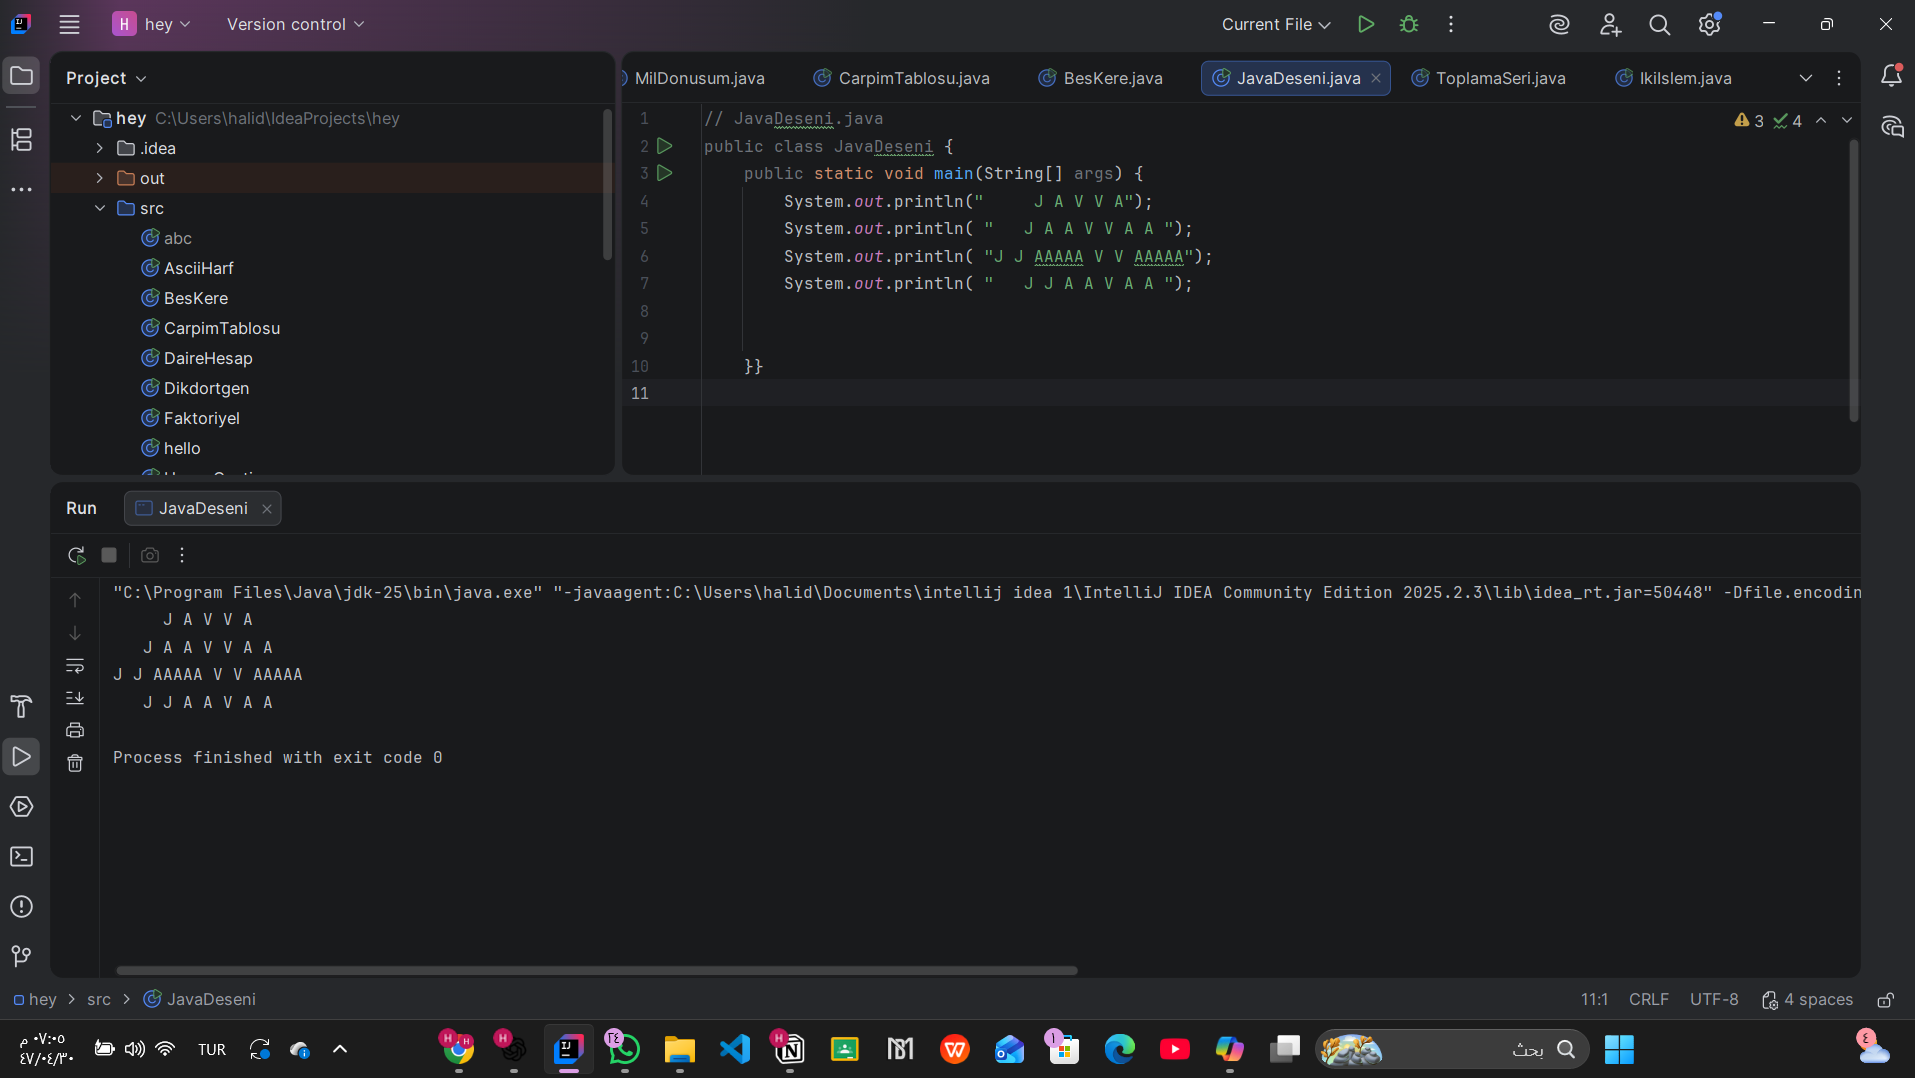 hey
Version control
Current File
Project
hey C:\Users\halid\IdeaProjects\hey
.idea
out
src
abc
AsciiHarf
BesKere
CarpimTablosu
DaireHesap
Dikdortgen
Faktoriyel
hello
MilDonusum.java
CarpimTablosu.java
BesKere.java
JavaDeseni.java
ToplamaSeri.java
IkiIslem.java
3 4
1 // JavaDeseni.java
2 public class JavaDeseni {
3     public static void main(String[] args) {
4         System.out.println("     J A V V A");
5         System.out.println( "   J A A V V A A ");
6         System.out.println( "J J AAAAA V V AAAAA");
7         System.out.println( "   J J A A V A A ");
8
9
10     }}
11
Run
JavaDeseni
"C:\Program Files\Java\jdk-25\bin\java.exe" "-javaagent:C:\Users\halid\Documents\intellij idea 1\IntelliJ IDEA Community Edition 2025.2.3\lib\idea_rt.jar=50448" -Dfile.encodin
     J A V V A
   J A A V V A A
J J AAAAA V V AAAAA
   J J A A V A A
Process finished with exit code 0
hey > src > JavaDeseni
11:1 CRLF UTF-8 4 spaces
٠٧:٠٥ م
٤٧/٠٤/٣٠
TUR
بحث